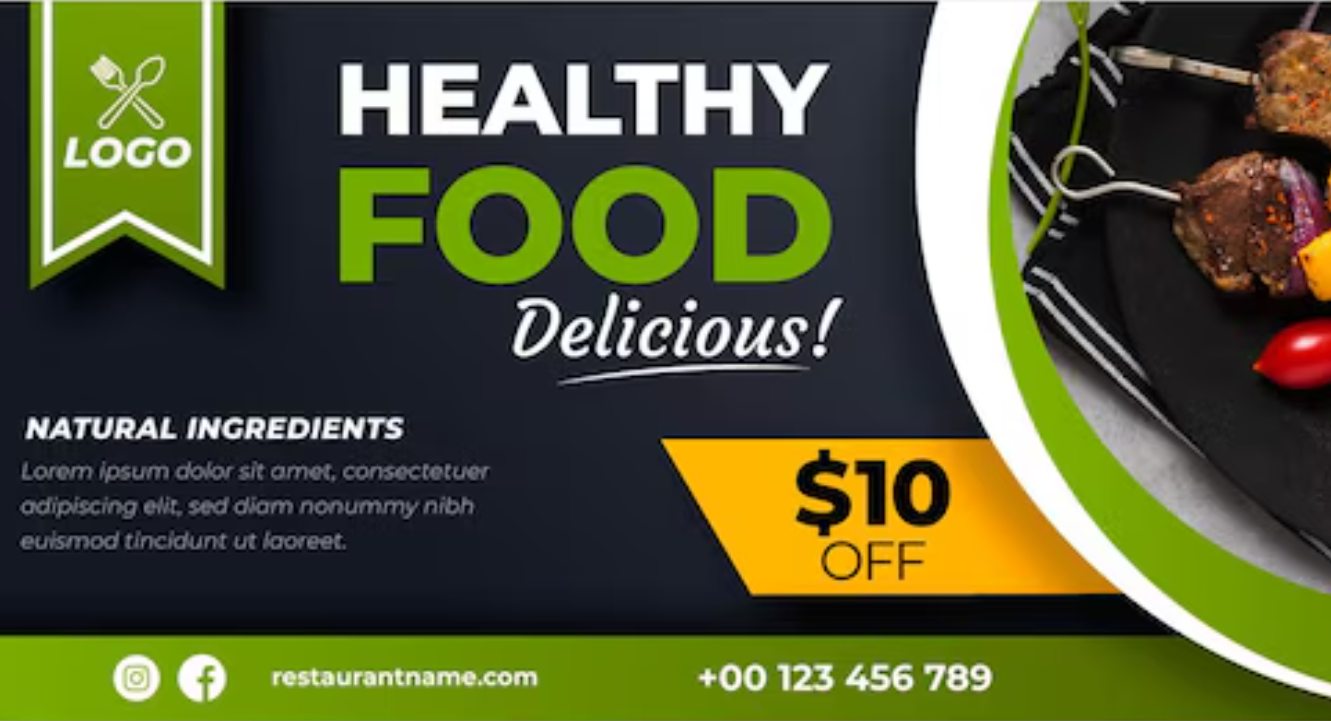 LOGO
HEALTHY
FOOD
Delicious!
NATURAL INGREDIENTS
Lorem ipsum dolor sit amet, consectetuer
adipiscing elit, sed diam nonummy nibh
euismod tincidunt ut laoreet.
$10
OFF
restaurantname.com
+00 123 456 789